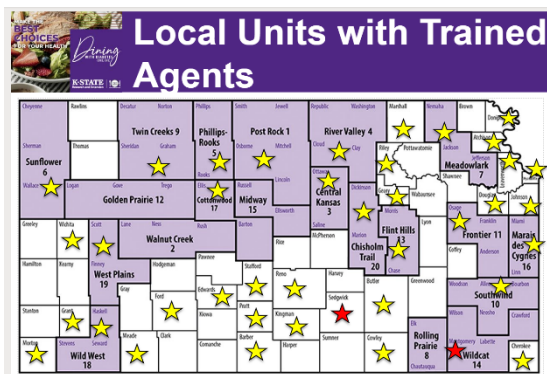 MAKE THE
BEST
CHOICES
FOR YOUR HEALTH
Dining
WITH DIABETES
K-STATE
Local Units with Trained
Agents
Cheyenne
Rawlins
Decatur
Norton
Phillips
Smith
Jewell
Republic
Washington
Marshall
Nemaha
Brown
Twin Creeks 9
Phillips-
Rooks
5
Post Rock 1
River Valley 4
Sherman
Thomas
Sheridan
Graham
Rooks
Osborne
Mitchell
Cloud
Clay
Riley
Pottawatomie
Jackson
Jefferson
Meadowlark
7
Sunflower
6
Wallace
Logan
Gove
Trego
Ellis
Russell
Lincoln
Ottawa
Golden Prairie 12
Cottonwood
17
Midway
15
Ellsworth
Central
Kansas
3
Saline
Dickinson
Geary
Wabaunsee
Shawnee
Douglas
Johnson
Greeley
Wichita
Scott
Lane
Ness
Rush
Barton
Rice
McPherson
Marion
Morris
Chase
Lyon
Osage
Franklin
Miami
Walnut Creek
2
Chisholm
Trail
20
Flint Hills
13
Frontier 11
Marais
des
Cygnes
16
Coffey
Anderson
Linn
Hamilton
Kearny
Finney
West Plains
19
Hodgeman
Pawnee
Stafford
Reno
Harvey
Sedgwick
Butler
Greenwood
Woodson
Allen
Bourbon
Southwind
10
Gray
Ford
Edwards
Kiowa
Pratt
Kingman
Stanton
Grant
Haskell
Wilson
Neosho
Crawford
Elk
Rolling
Prairie
8
Chautauqua
Montgomery
Labette
Wildcat
14
Cherokee
Morton
Stevens
Seward
Wild West
18
Meade
Clark
Comanche
Barber
Harper
Sumner
Cowley